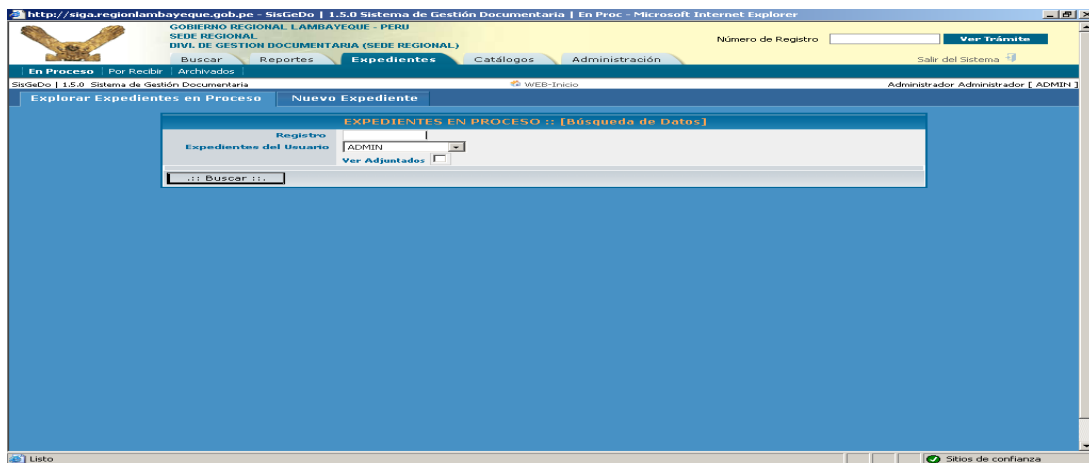 http://siga.regionlambayeque.gob.pe - SisGeDo | 1.5.0 Sistema de Gestión Documentaria | En Proc - Microsoft Internet Explorer
GOBIERNO REGIONAL LAMBAYEQUE - PERU
SEDE REGIONAL
DIVI. DE GESTION DOCUMENTARIA (SEDE REGIONAL)
Número de Registro Ver Trámite
Buscar Reportes Expedientes Catálogos Administración Salir del Sistema
En Proceso Por Recibir Archivados
SisGeDo | 1.5.0 Sistema de Gestión Documentaria WEB-Inicio Administrador Administrador [ ADMIN ]
Explorar Expedientes en Proceso Nuevo Expediente
EXPEDIENTES EN PROCESO :: [Búsqueda de Datos]
Registro
Expedientes del Usuario ADMIN
Ver Adjuntados
.:: Buscar ::.
Listo Sitios de confianza